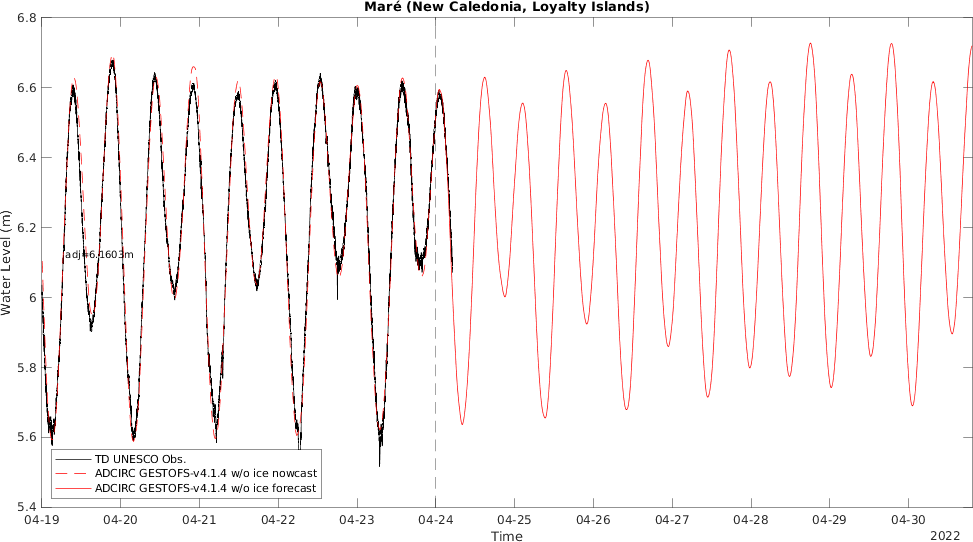 Maré (New Caledonia, Loyalty Islands)
6.8
6.6
6.4
6.2
6
5.8
5.6
5.4
Water Level (m)
adj=6.1603m
TD UNESCO Obs.
ADCIRC GESTOFS-v4.1.4 w/o ice nowcast
ADCIRC GESTOFS-v4.1.4 w/o ice forecast
04-19 04-20 04-21 04-22 04-23 04-24 04-25 04-26 04-27 04-28 04-29 04-30
Time
2022